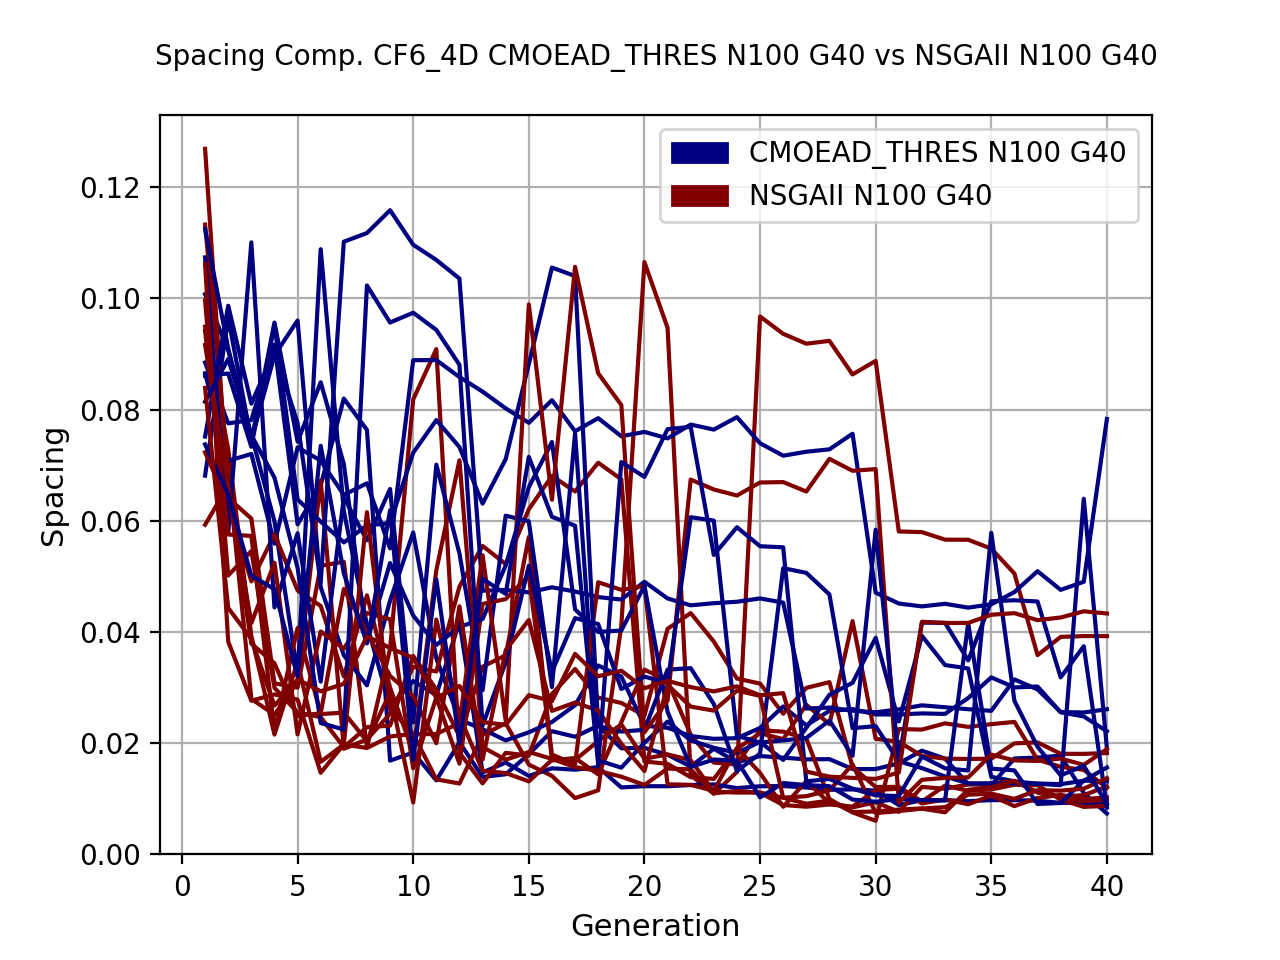 Spacing Comp. CF6_4D CMOEAD_THRES N100 G40 vs NSGAII N100 G40
CMOEAD_THRES N100 G40
NSGAII N100 G40
0.12
0.10
0.08
0.06
0.04
0.02
0.00
Spacing
0 5 10 15 20 25 30 35 40
Generation